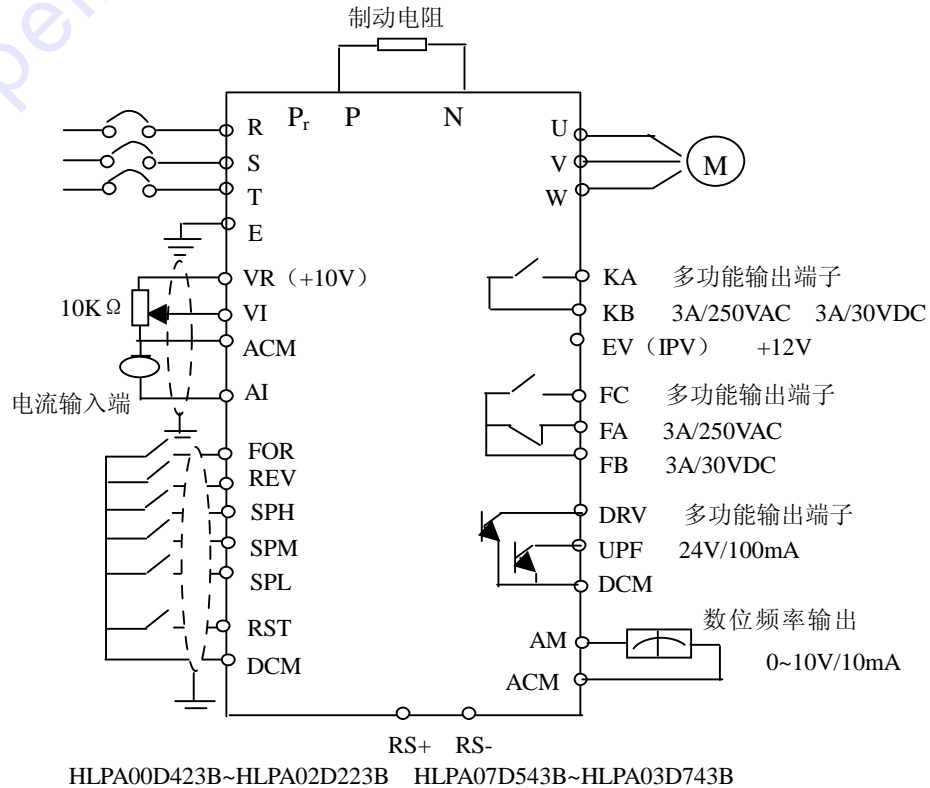 制动电阻
Pr P N
R
S
T
E
VR（+10V）
VI
ACM
AI
10KΩ
电流输入端
FOR
REV
SPH
SPM
SPL
RST
DCM
U
V
W
M
KA 多功能输出端子
KB 3A/250VAC 3A/30VDC
EV（IPV） +12V
FC 多功能输出端子
FA 3A/250VAC
FB 3A/30VDC
DRV 多功能输出端子
UPF 24V/100mA
DCM
数位频率输出
AM
0~10V/10mA
ACM
RS+ RS-
HLPA00D423B~HLPA02D223B HLPA07D543B~HLPA03D743B